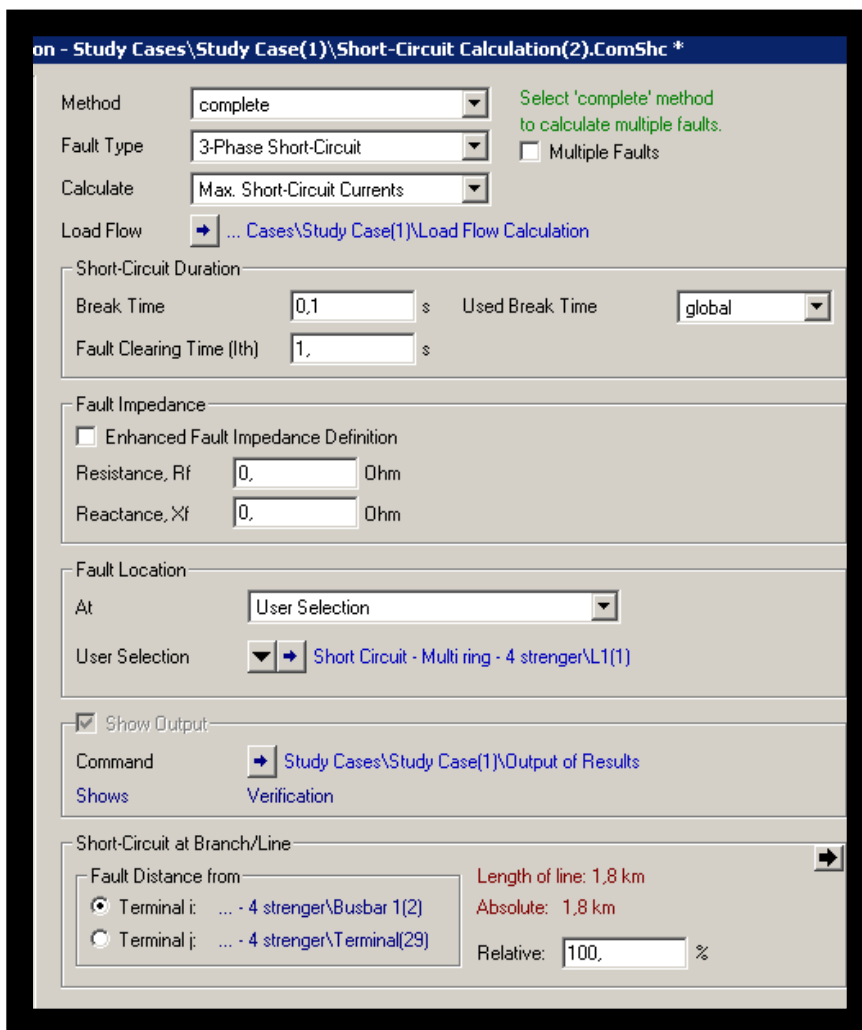 on - Study Cases\Study Case(1)\Short-Circuit Calculation(2).ComShc *
Method complete Select 'complete' method
to calculate multiple faults.
Fault Type 3-Phase Short-Circuit Multiple Faults
Calculate Max. Short-Circuit Currents
Load Flow ... Cases\Study Case(1)\Load Flow Calculation
Short-Circuit Duration
Break Time 0,1 s Used Break Time global
Fault Clearing Time (Ith) 1, s
Fault Impedance
Enhanced Fault Impedance Definition
Resistance, Rf 0, Ohm
Reactance, Xf 0, Ohm
Fault Location
At User Selection
User Selection Short Circuit - Multi ring - 4 strenger\L1(1)
Show Output
Command Study Cases\Study Case(1)\Output of Results
Shows Verification
Short-Circuit at Branch/Line
Fault Distance from Length of line: 1,8 km
Terminal i: ... - 4 strenger\Busbar 1(2) Absolute: 1,8 km
Terminal j: ... - 4 strenger\Terminal(29)
Relative: 100, %